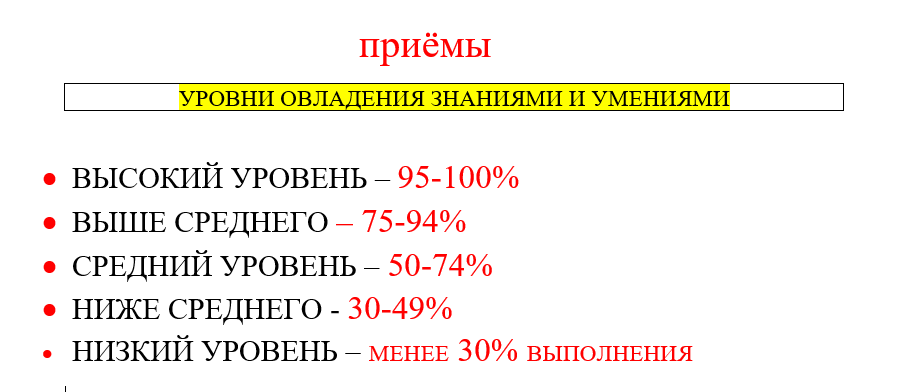 приёмы
УРОВНИ ОВЛАДЕНИЯ ЗНАНИЯМИ И УМЕНИЯМИ
• ВЫСОКИЙ УРОВЕНЬ – 95-100%
• ВЫШЕ СРЕДНЕГО – 75-94%
• СРЕДНИЙ УРОВЕНЬ – 50-74%
• НИЖЕ СРЕДНЕГО - 30-49%
• НИЗКИЙ УРОВЕНЬ – МЕНЕЕ 30% ВЫПОЛНЕНИЯ